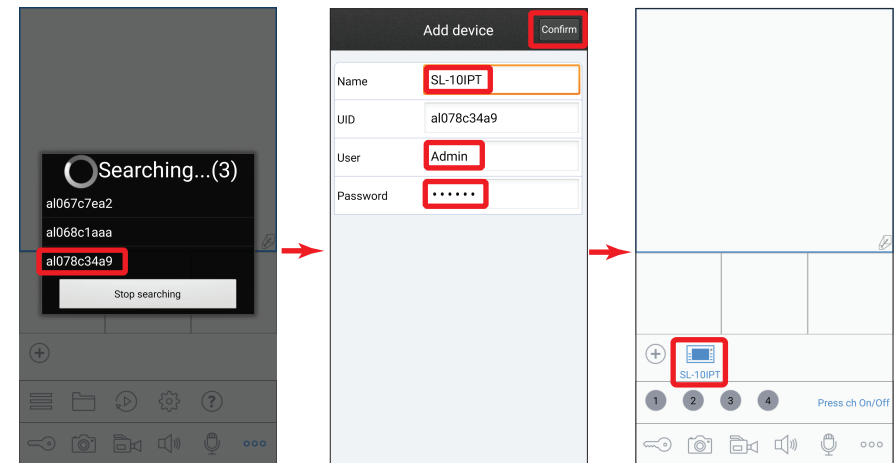 Searching...(3)
al067c7ea2
al068c1aaa
al078c34a9
Stop searching
Add device
Confirm
Name
SL-10IPT
UID
al078c34a9
User
Admin
Password
••••••
SL-10IPT
1 2 3 4 Press ch On/Off